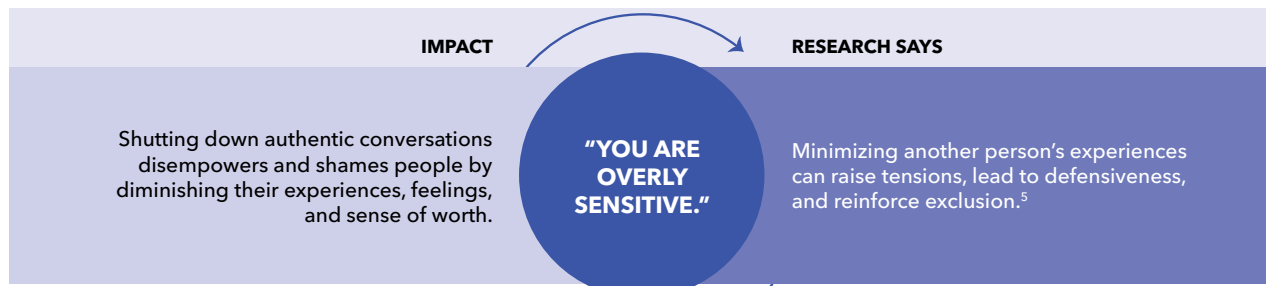 IMPACT
RESEARCH SAYS
Shutting down authentic conversations
disempowers and shames people by
diminishing their experiences, feelings,
and sense of worth.
“YOU ARE
OVERLY
SENSITIVE.”
Minimizing another person’s experiences
can raise tensions, lead to defensiveness,
and reinforce exclusion.⁵